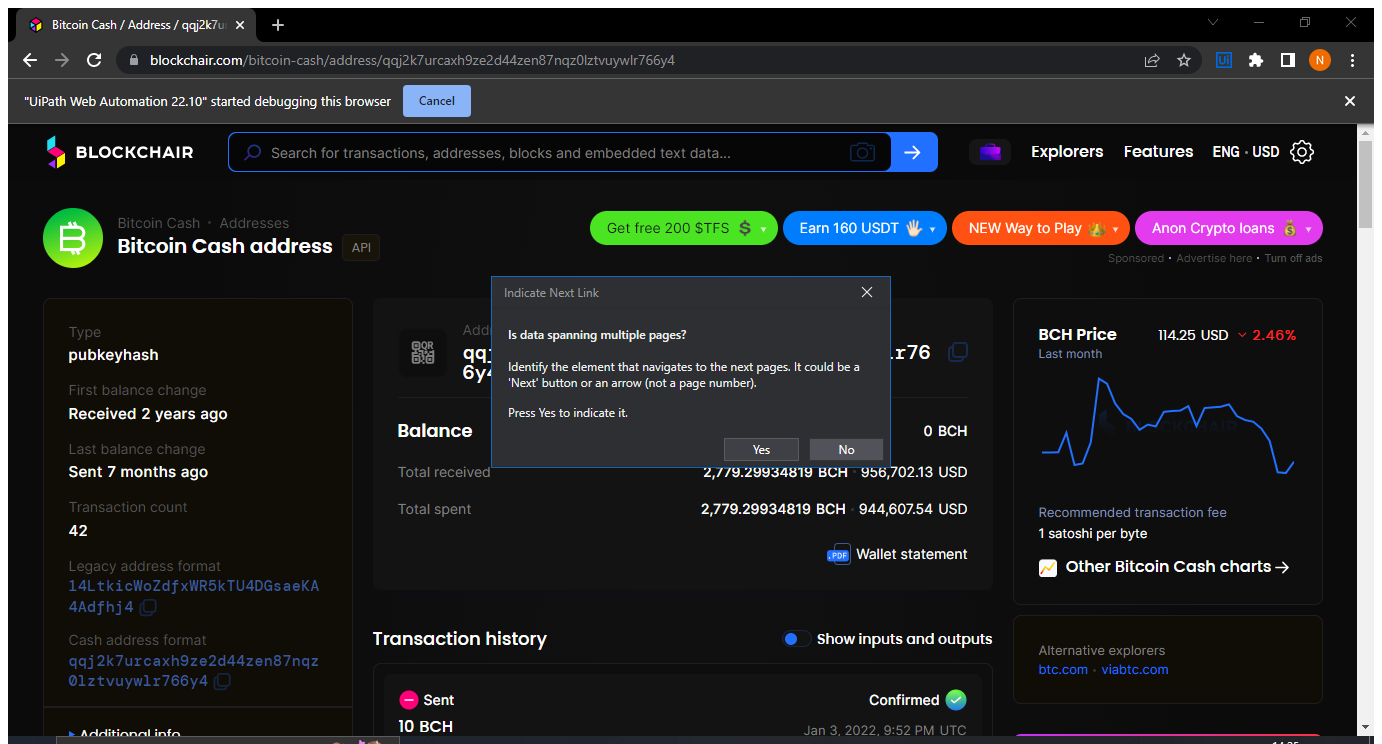 Bitcoin Cash / Address / qqj2k7u
blockchair.com/bitcoin-cash/address/qqj2k7urcaxh9ze2d44zen87nqz0lztvuywlr766y4
Ui
N
"UiPath Web Automation 22.10" started debugging this browser
Cancel
BLOCKCHAIR
Search for transactions, addresses, blocks and embedded text data...
Explorers
Features
ENG · USD
Bitcoin Cash · Addresses
Bitcoin Cash address
API
Get free 200 $TFS
Earn 160 USDT
NEW Way to Play
Anon Crypto loans
Sponsored · Advertise here · Turn off ads
Indicate Next Link
Is data spanning multiple pages?
Identify the element that navigates to the next pages. It could be a
'Next' button or an arrow (not a page number).
Press Yes to indicate it.
Yes
No
Type
pubkeyhash
First balance change
Received 2 years ago
Last balance change
Sent 7 months ago
Transaction count
42
Legacy address format
14LtkicWoZdfxWR5kTU4DGsaeKA
4Adfhj4
Cash address format
qqj2k7urcaxh9ze2d44zen87nqz
0lztvuywlr766y4
Additional info
QR
Balance
0 BCH
Total received
2,779.29934819 BCH · 956,702.13 USD
Total spent
2,779.29934819 BCH · 944,607.54 USD
.PDF
Wallet statement
Transaction history
Show inputs and outputs
Sent
Confirmed
10 BCH
Jan 3, 2022, 9:52 PM UTC
BCH Price
114.25 USD
2.46%
Last month
BLOCKCHAIR
Recommended transaction fee
1 satoshi per byte
Other Bitcoin Cash charts
Alternative explorers
btc.com · viabtc.com